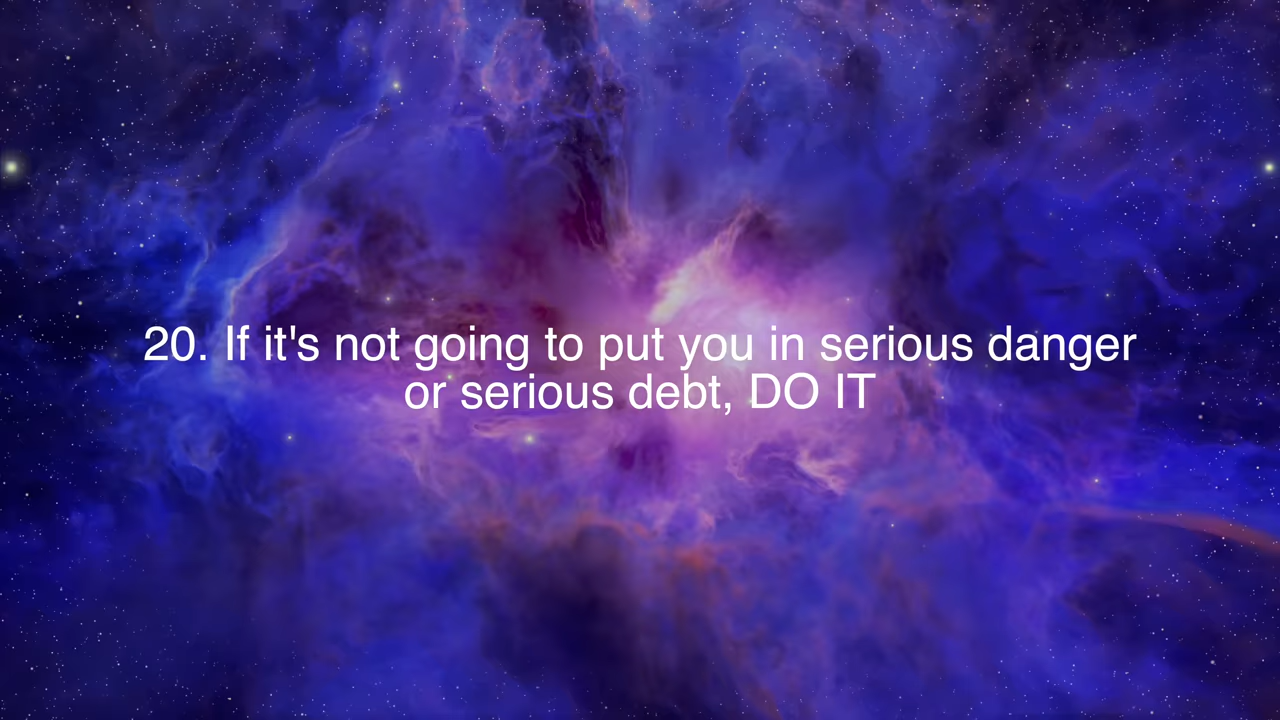 20. If it's not going to put you in serious danger
or serious debt, DO IT